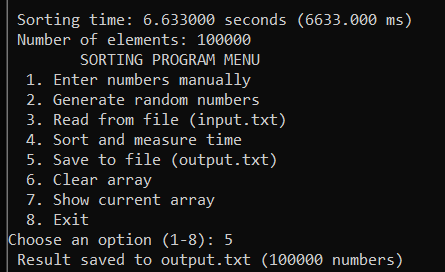 Sorting time: 6.633000 seconds (6633.000 ms)
Number of elements: 100000
SORTING PROGRAM MENU
1. Enter numbers manually
2. Generate random numbers
3. Read from file (input.txt)
4. Sort and measure time
5. Save to file (output.txt)
6. Clear array
7. Show current array
8. Exit
Choose an option (1-8): 5
Result saved to output.txt (100000 numbers)